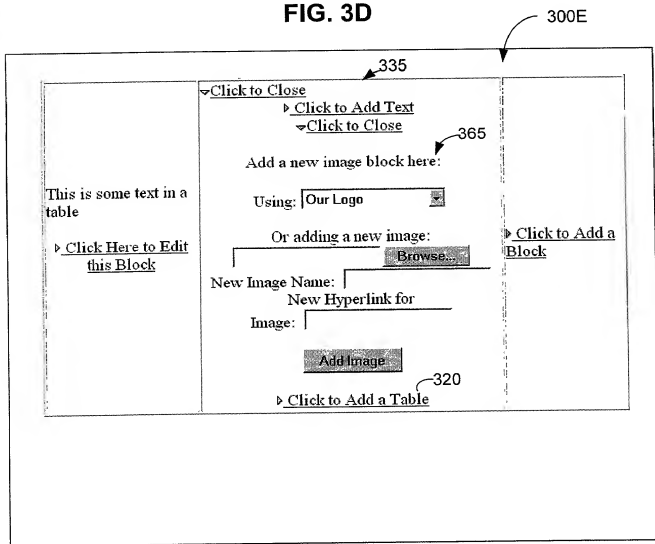 FIG. 3D
300E
335
▿Click to Close
▹ Click to Add Text
▿Click to Close
365
Add a new image block here:
This is some text in a
table
Using: Our Logo
▹ Click Here to Edit
this Block
Or adding a new image:
Browse...
▹ Click to Add a
Block
New Image Name:
New Hyperlink for
Image:
Add Image
320
▹ Click to Add a Table